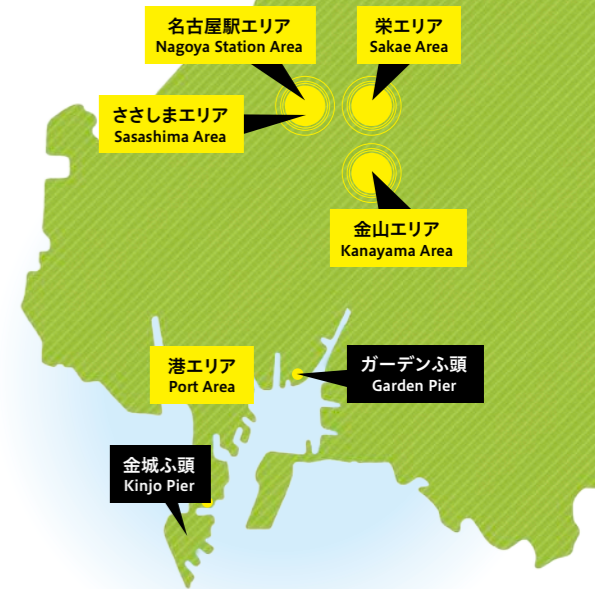 名古屋駅エリア
Nagoya Station Area
栄エリア
Sakae Area
ささしまエリア
Sasashima Area
金山エリア
Kanayama Area
港エリア
Port Area
ガーデンふ頭
Garden Pier
金城ふ頭
Kinjo Pier